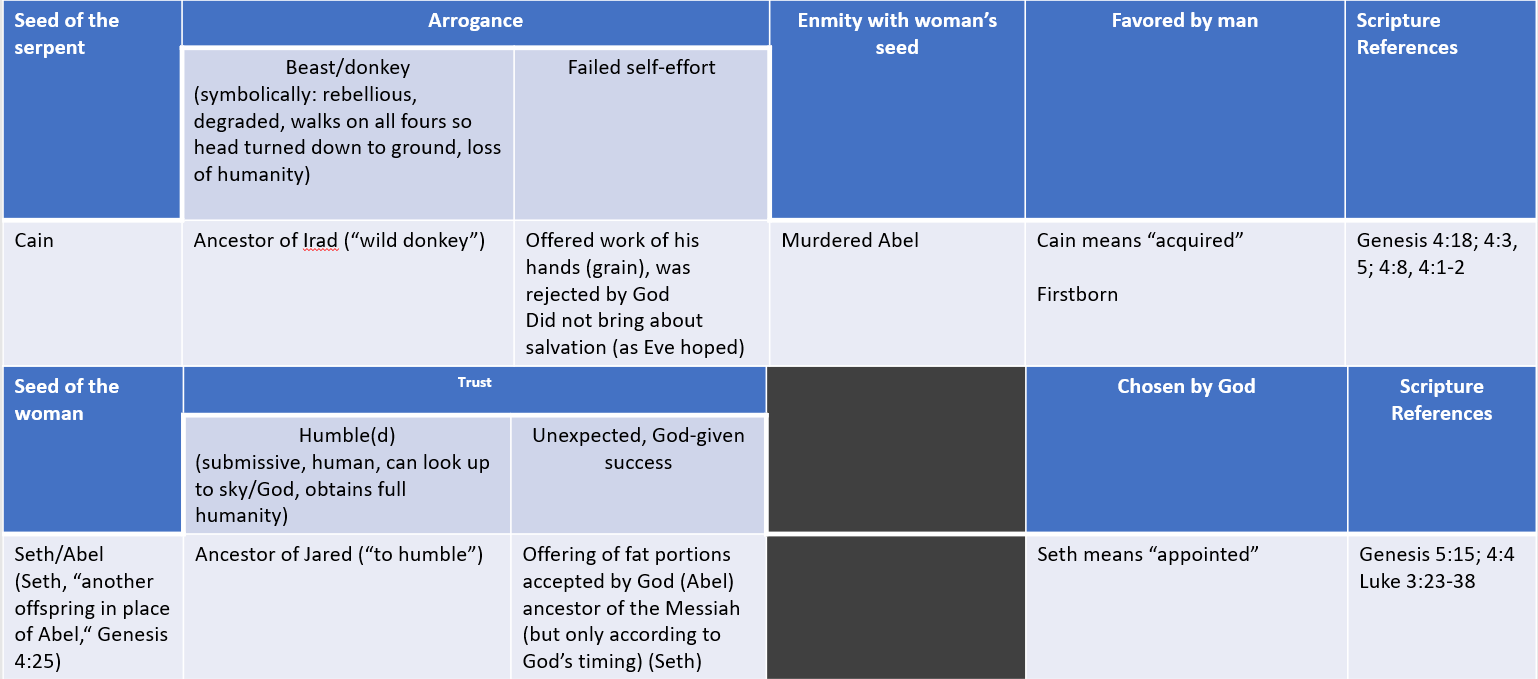 Seed of the
serpent
Arrogance
Enmity with woman’s
seed
Favored by man
Scripture
References
Beast/donkey
(symbolically: rebellious,
degraded, walks on all fours so
head turned down to ground, loss
of humanity)
Failed self-effort
Cain
Ancestor of Irad (“wild donkey”)
Offered work of his
hands (grain), was
rejected by God
Did not bring about
salvation (as Eve hoped)
Murdered Abel
Cain means “acquired”
Firstborn
Genesis 4:18; 4:3,
5; 4:8, 4:1-2
Seed of the
woman
Trust
Chosen by God
Scripture
References
Humble(d)
(submissive, human, can look up
to sky/God, obtains full
humanity)
Unexpected, God-given
success
Seth/Abel
(Seth, “another
offspring in place
of Abel,“ Genesis
4:25)
Ancestor of Jared (“to humble”)
Offering of fat portions
accepted by God (Abel)
ancestor of the Messiah
(but only according to
God’s timing) (Seth)
Seth means “appointed”
Genesis 5:15; 4:4
Luke 3:23-38